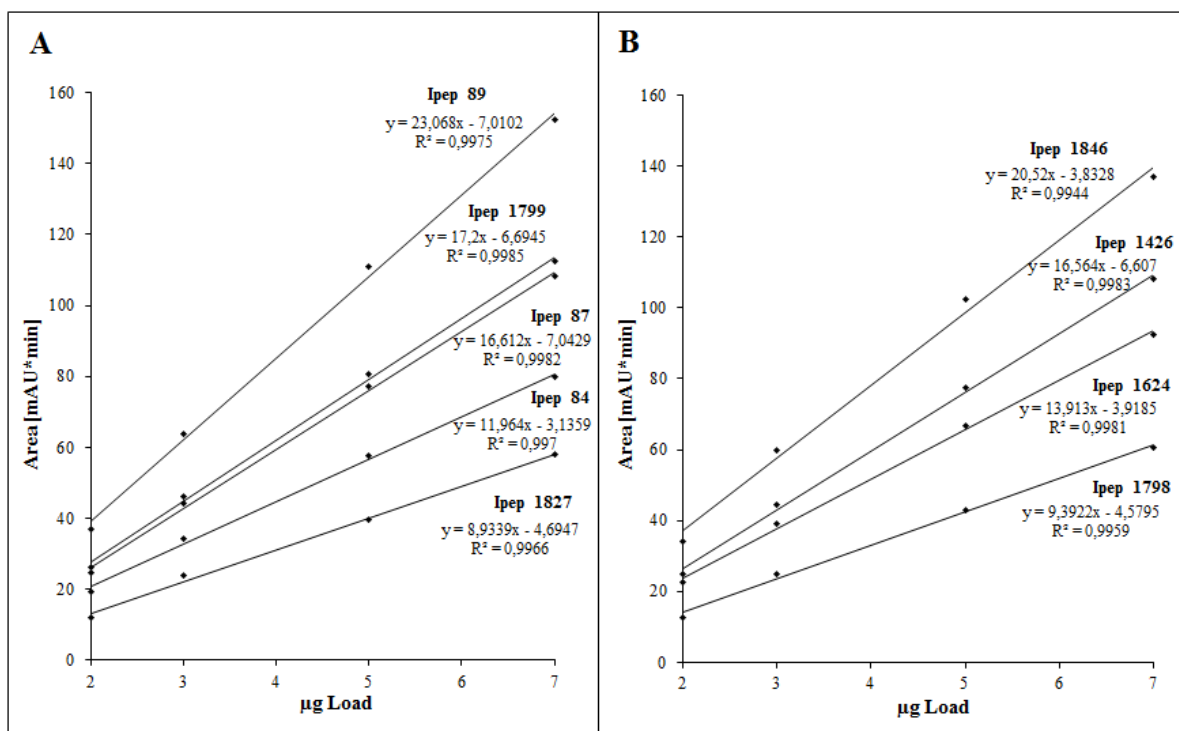 A
Area [mAU*min]
160
140
120
100
80
60
40
20
0
Ipep 89
y = 23,068x - 7,0102
R² = 0,9975
Ipep 1799
y = 17,2x - 6,6945
R² = 0,9985
Ipep 87
y = 16,612x - 7,0429
R² = 0,9982
Ipep 84
y = 11,964x - 3,1359
R² = 0,997
Ipep 1827
y = 8,9339x - 4,6947
R² = 0,9966
2 3 5 6 7
µg Load
B
Area [mAU*min]
160
140
120
100
80
60
40
20
0
Ipep 1846
y = 20,52x - 3,8328
R² = 0,9944
Ipep 1426
y = 16,564x - 6,607
R² = 0,9983
Ipep 1624
y = 13,913x - 3,9185
R² = 0,9981
Ipep 1798
y = 9,3922x - 4,5795
R² = 0,9959
2 3 4 5 6 7
µg Load